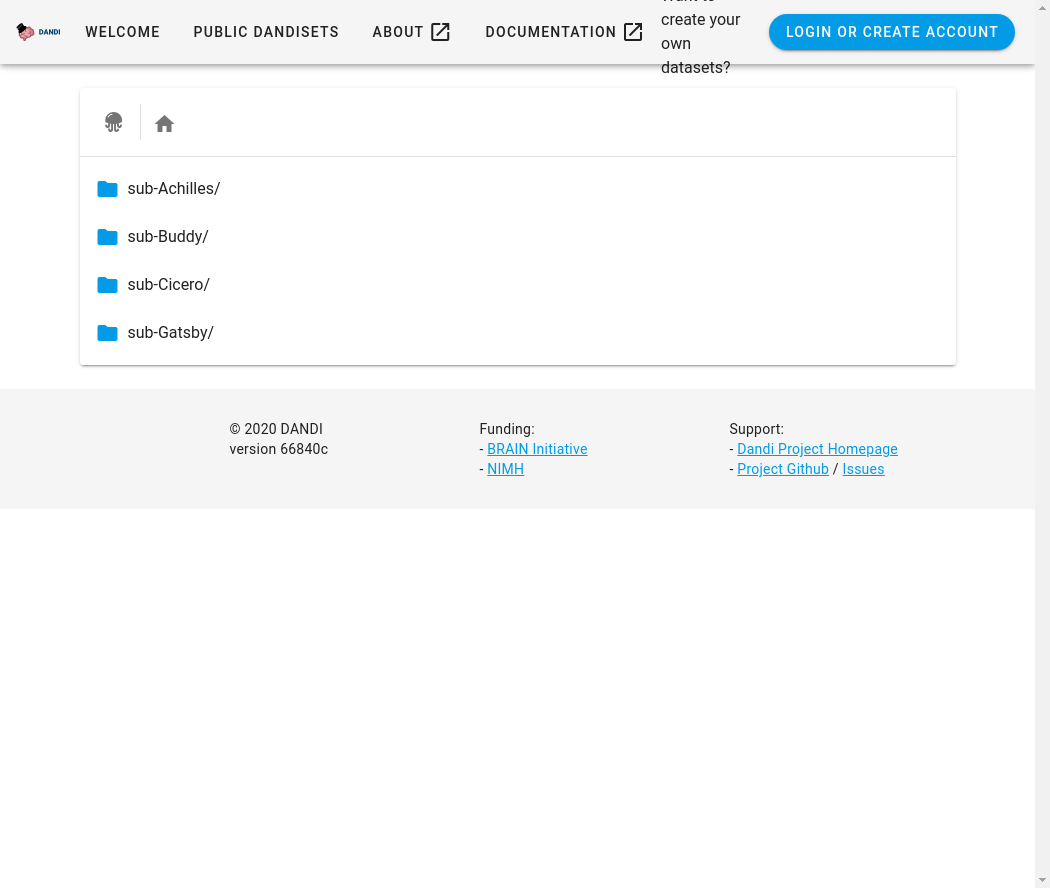 DANDI
WELCOME
PUBLIC DANDISETS
ABOUT
DOCUMENTATION
create your
own
datasets?
LOGIN OR CREATE ACCOUNT
sub-Achilles/
sub-Buddy/
sub-Cicero/
sub-Gatsby/
© 2020 DANDI
version 66840c
Funding:
- BRAIN Initiative
- NIMH
Support:
- Dandi Project Homepage
- Project Github / Issues